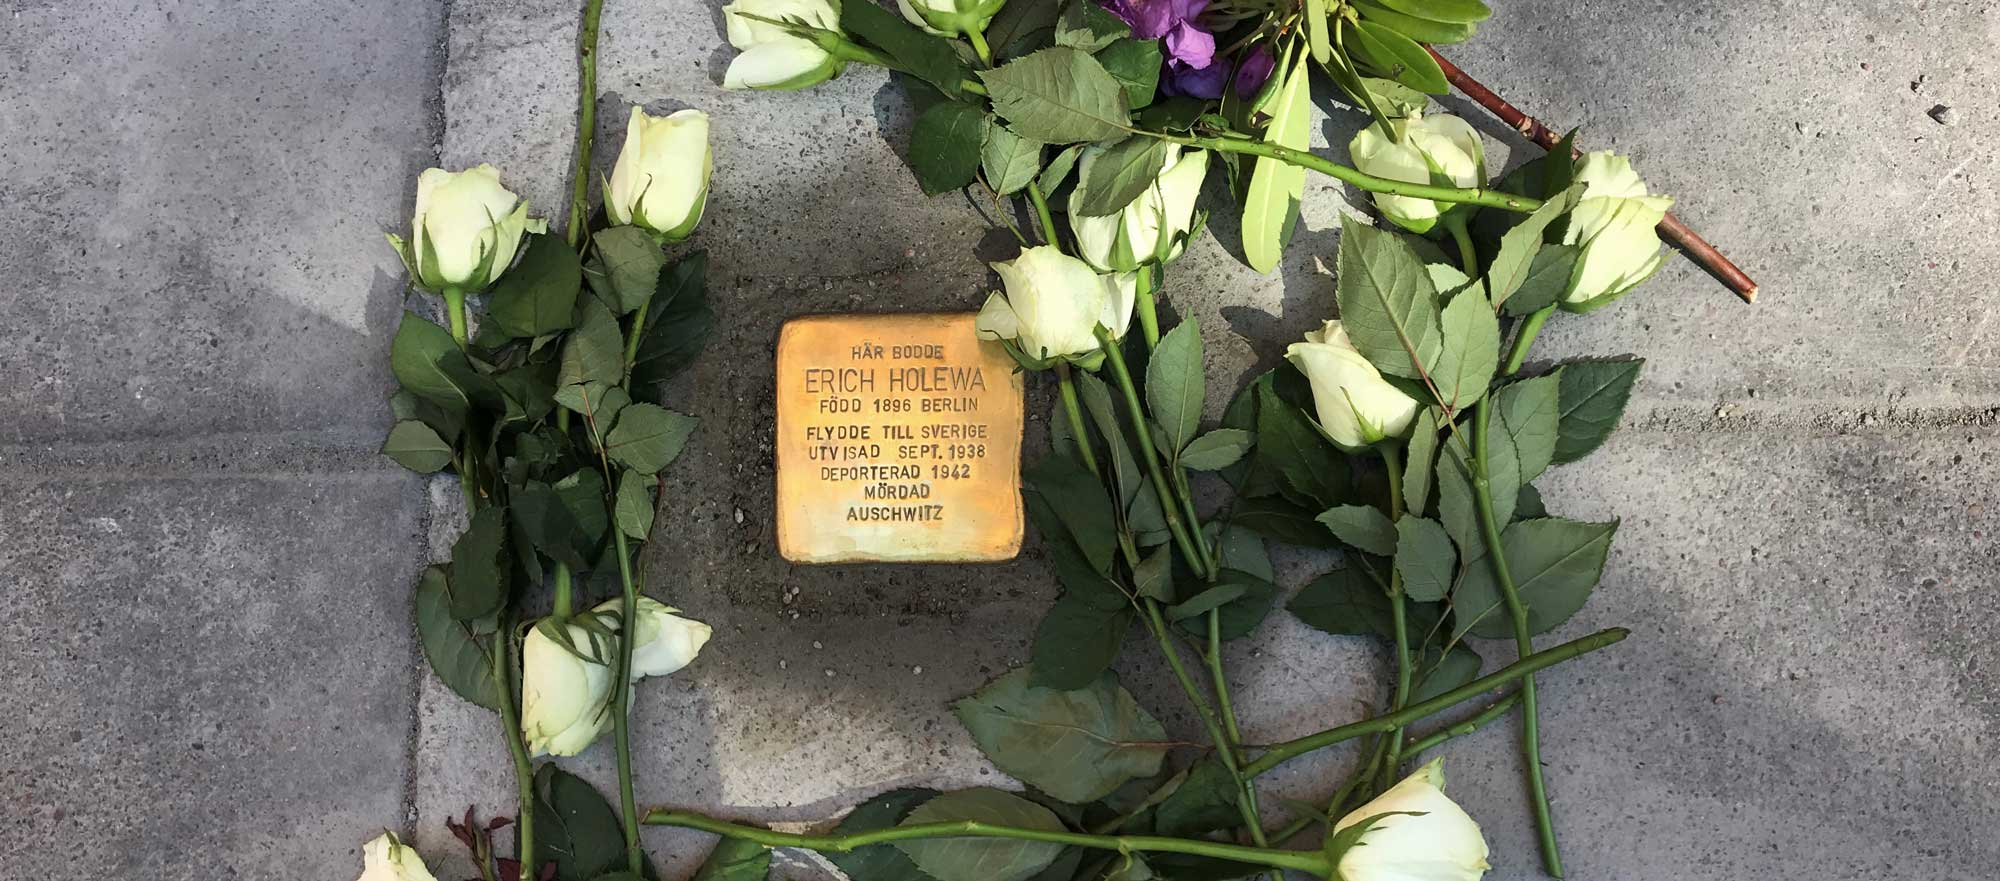 HÄR BODDE
ERICH HOLEWA
FÖDD 1896 BERLIN
FLYDDE TILL SVERIGE
UTVISAD SEPT. 1938
DEPORTERAD 1942
MÖRDAD
AUSCHWITZ